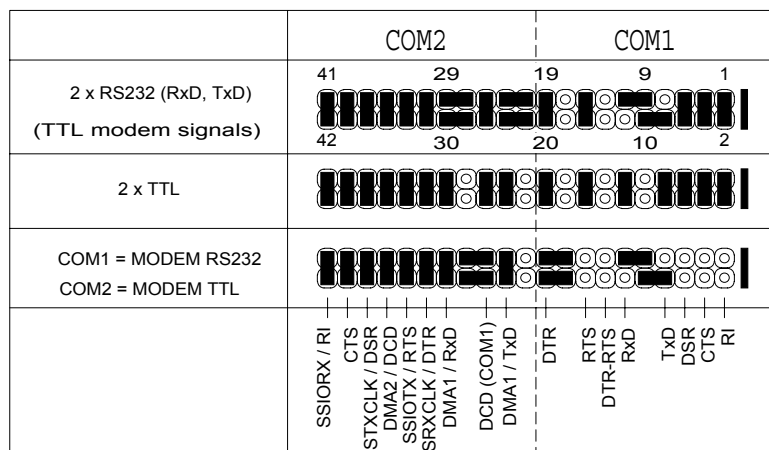 COM2 COM1
41 29 19 9 1
2 x RS232 (RxD, TxD)
(TTL modem signals)
42 30 20 10 2
2 x TTL
COM1 = MODEM RS232
COM2 = MODEM TTL
SSIORX / RI
CTS
STXCLK / DSR
DMA2 / DCD
SSIOTX / RTS
SRXCLK / DTR
DMA1 / RxD
DCD (COM1)
DMA1 / TxD
DTR
RTS
DTR-RTS
RxD
TxD
DSR
CTS
RI